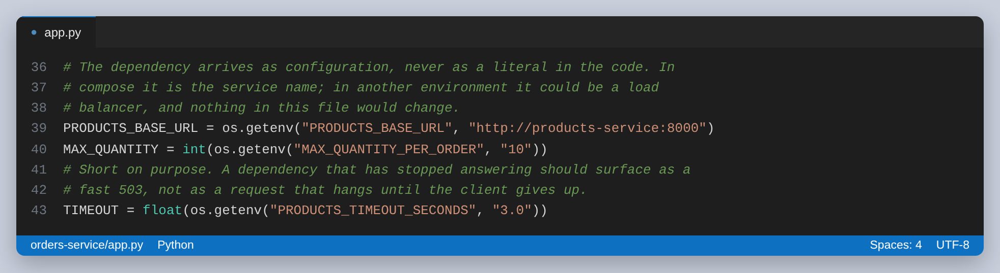 app.py
36 # The dependency arrives as configuration, never as a literal in the code. In
37 # compose it is the service name; in another environment it could be a load
38 # balancer, and nothing in this file would change.
39 PRODUCTS_BASE_URL = os.getenv("PRODUCTS_BASE_URL", "http://products-service:8000")
40 MAX_QUANTITY = int(os.getenv("MAX_QUANTITY_PER_ORDER", "10"))
41 # Short on purpose. A dependency that has stopped answering should surface as a
42 # fast 503, not as a request that hangs until the client gives up.
43 TIMEOUT = float(os.getenv("PRODUCTS_TIMEOUT_SECONDS", "3.0"))
orders-service/app.py Python Spaces: 4 UTF-8